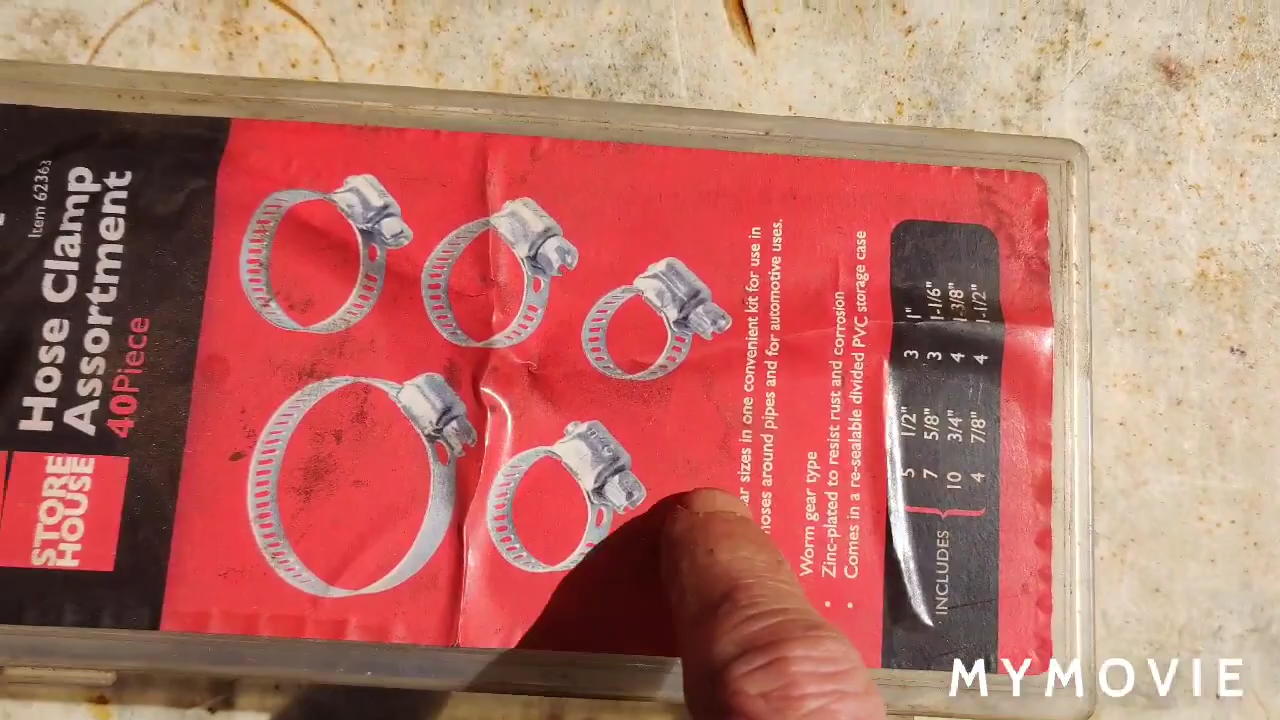 Item 62363
Hose Clamp
Assortment
40Piece
STORE
HOUSE
sizes in one convenient kit for use in
around pipes and for automotive uses.
Worm gear type
• Zinc-plated to resist rust and corrosion
• Comes in a re-sealable divided PVC storage case
INCLUDES
5 1/2" 3 1"
7 5/8" 3 1-1/6"
10 3/4" 4 1-3/8"
4 7/8" 4 1-1/2"
MYMOVIE